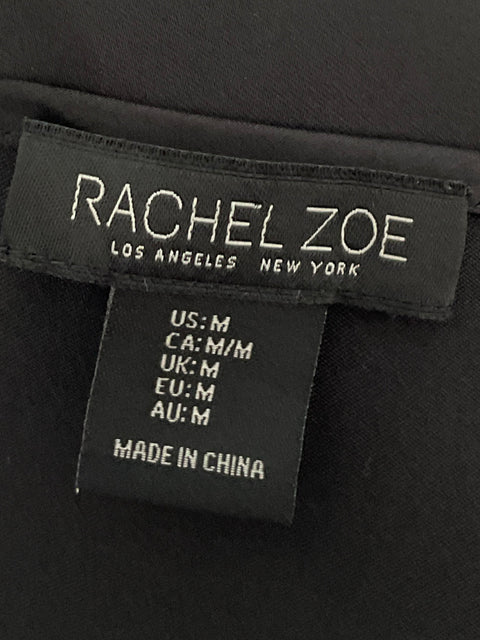 RACHEL ZOE
LOS ANGELES NEW YORK
US: M
CA: M/M
UK: M
EU: M
AU: M
MADE IN CHINA